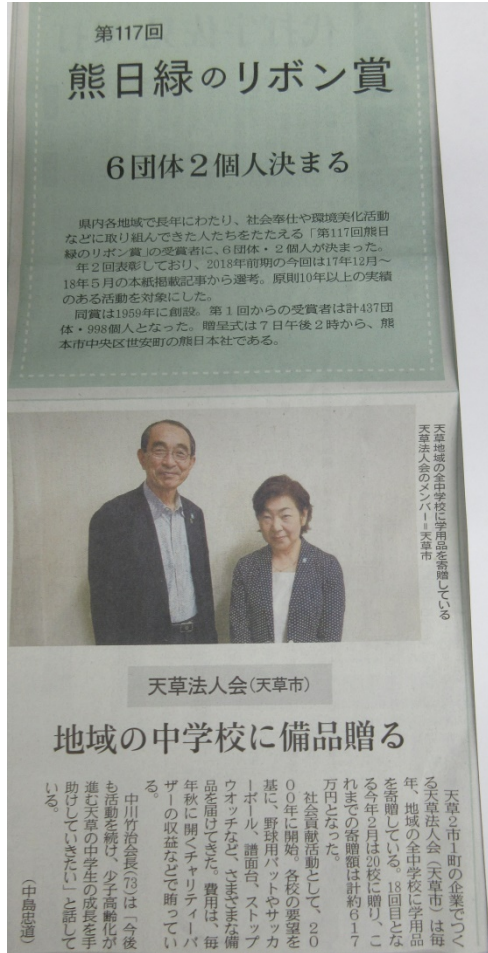 第117回
熊日緑のリボン賞
6団体2個人決まる
県内各地域で長年にわたり、社会奉仕や環境美化活動
などに取り組んできた人たちをたたえる「第117回熊日
緑のリボン賞」の受賞者に、6団体・2個人が決まった。
年2回表彰しており、2018年前期の今回は17年12月～
18年5月の本紙掲載記事から選考。原則10年以上の実績
のある活動を対象にした。
同賞は1959年に創設。第1回からの受賞者は計437団
体・998個人となった。贈呈式は7日午後2時から、熊
本市中央区世安町の熊日本社である。
天草地域の全中学校に学用品を寄贈している
天草法人会のメンバー=天草市
天草法人会(天草市)
地域の中学校に備品贈る
天草2市1町の企業でつく
る天草法人会(天草市)は毎
年、地域の全中学校に学用品
を寄贈している。18回目とな
る今年2月は20校に贈り、こ
れまでの寄贈額は計約617
万円となった。
社会貢献活動として、20
00年に開始。各校の要望を
基に、野球用バットやサッカ
ーボール、譜面台、ストップ
ウオッチなど、さまざまな備
品を届けてきた。費用は、毎
年秋に開くチャリティーバ
ザーの収益などで賄ってい
る。
中川竹治会長(73)は「今後
も活動を続け、少子高齢化が
進む天草の中学生の成長を手
助けしていきたい」と話して
いる。
(中島忠道)